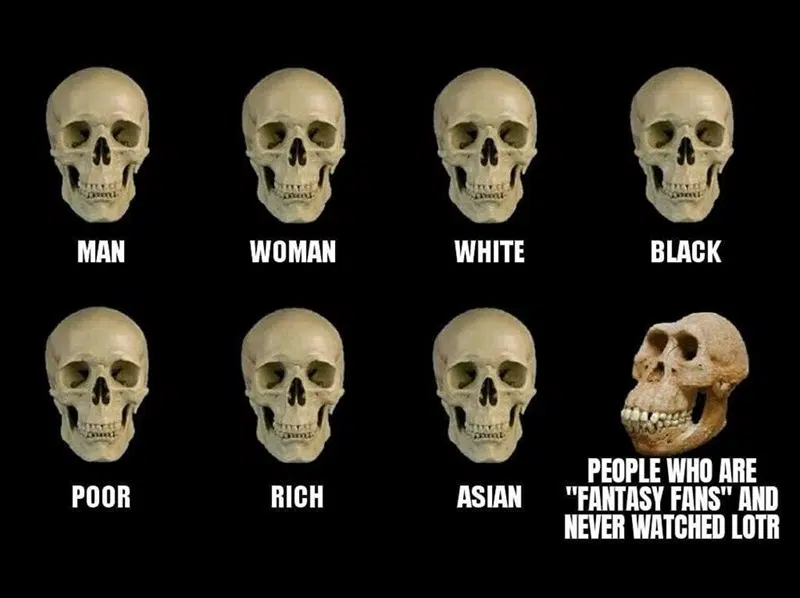 MAN
WOMAN
WHITE
BLACK
POOR
RICH
ASIAN
PEOPLE WHO ARE
"FANTASY FANS" AND
NEVER WATCHED LOTR